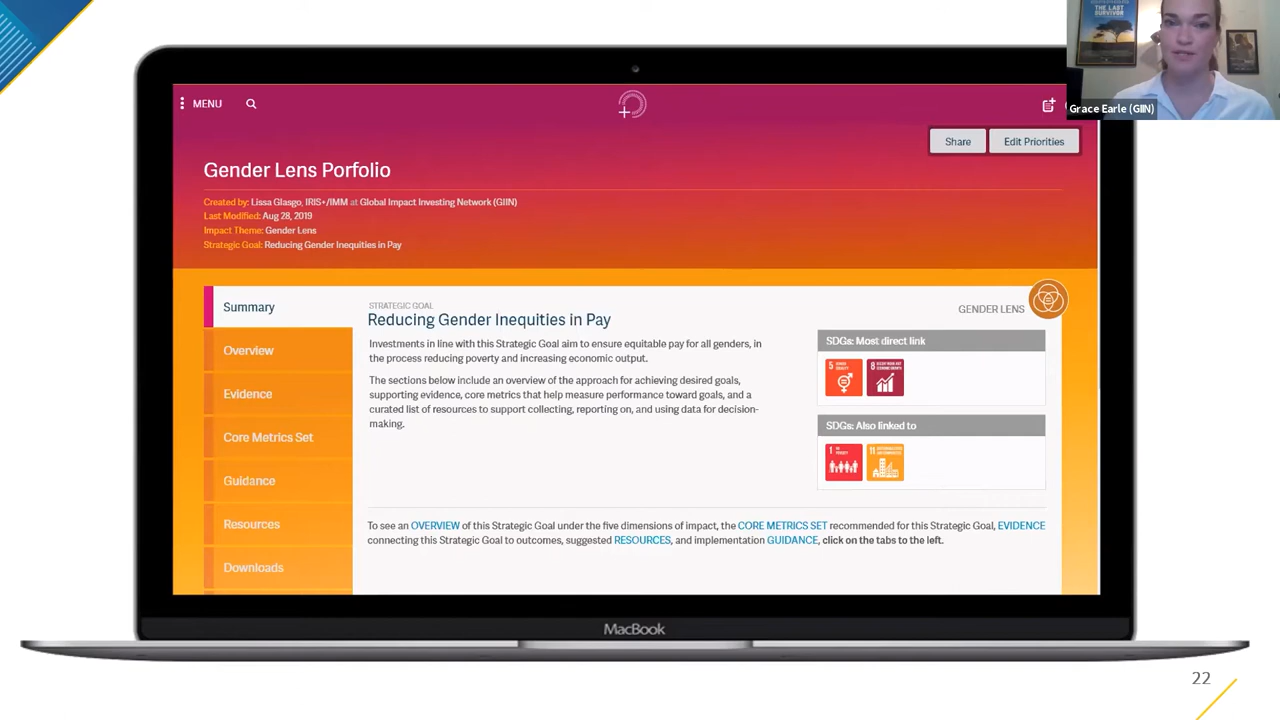 THE LAST
SURVIVOR
Grace Earle (GIIN)
MENU
Share
Edit Priorities
Gender Lens Porfolio
Created by: Lissa Glasgo, IRIS+/IMM at Global Impact Investing Network (GIIN)
Last Modified: Aug 28, 2019
Impact Theme: Gender Lens
Strategic Goal: Reducing Gender Inequities in Pay
Summary
Overview
Evidence
Core Metrics Set
Guidance
Resources
Downloads
STRATEGIC GOAL
Reducing Gender Inequities in Pay
GENDER LENS
Investments in line with this Strategic Goal aim to ensure equitable pay for all genders, in
the process reducing poverty and increasing economic output.
The sections below include an overview of the approach for achieving desired goals,
supporting evidence, core metrics that help measure performance toward goals, and a
curated list of resources to support collecting, reporting on, and using data for decision-
making.
SDGs: Most direct link
5
8
SDGs: Also linked to
1
11
To see an OVERVIEW of this Strategic Goal under the five dimensions of impact, the CORE METRICS SET recommended for this Strategic Goal, EVIDENCE
connecting this Strategic Goal to outcomes, suggested RESOURCES, and implementation GUIDANCE, click on the tabs to the left.
MacBook
22